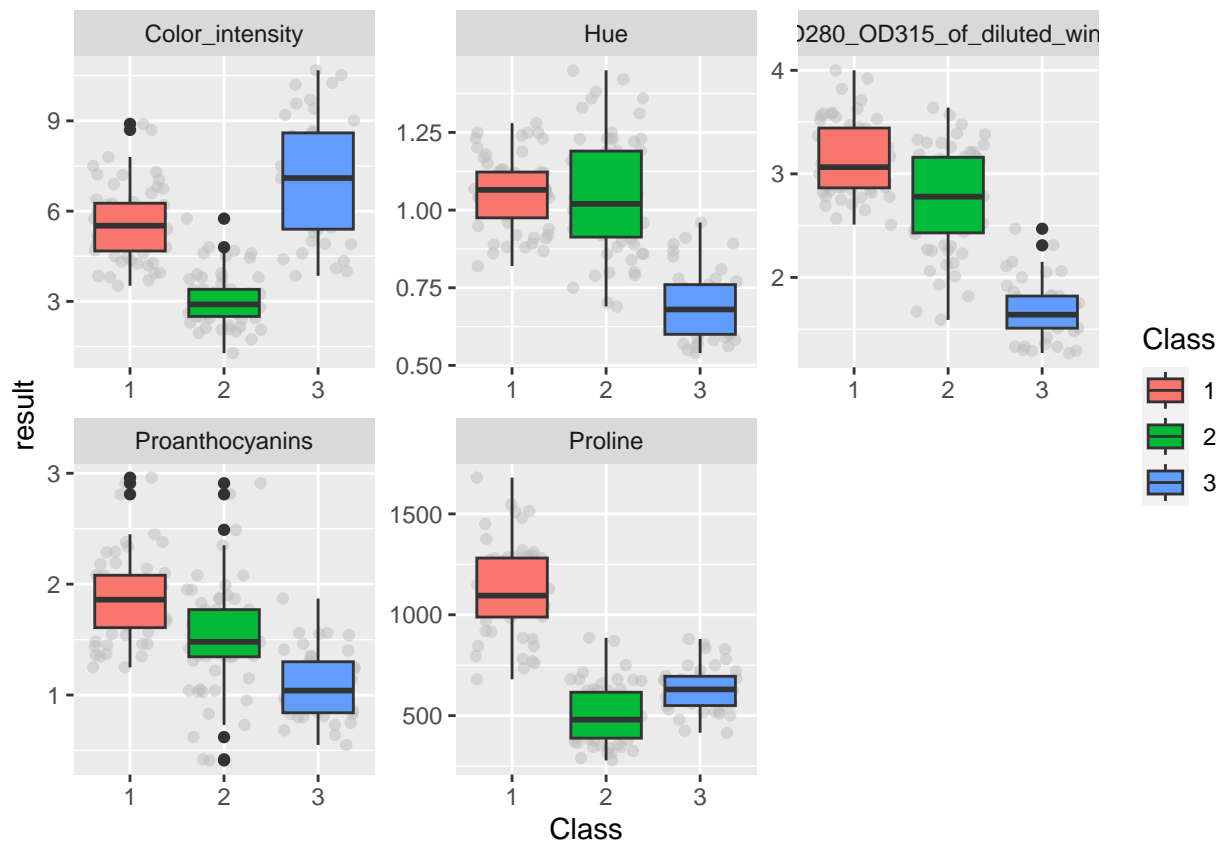 Color_intensity
Hue
D280_OD315_of_diluted_win
9
6
3
1 2 3
1.25
1.00
0.75
0.50
1 2 3
4
3
2
1 2 3
result
Proanthocyanins
Proline
3
2
1
1 2 3
1500
1000
500
1 2 3
Class
Class
1
2
3